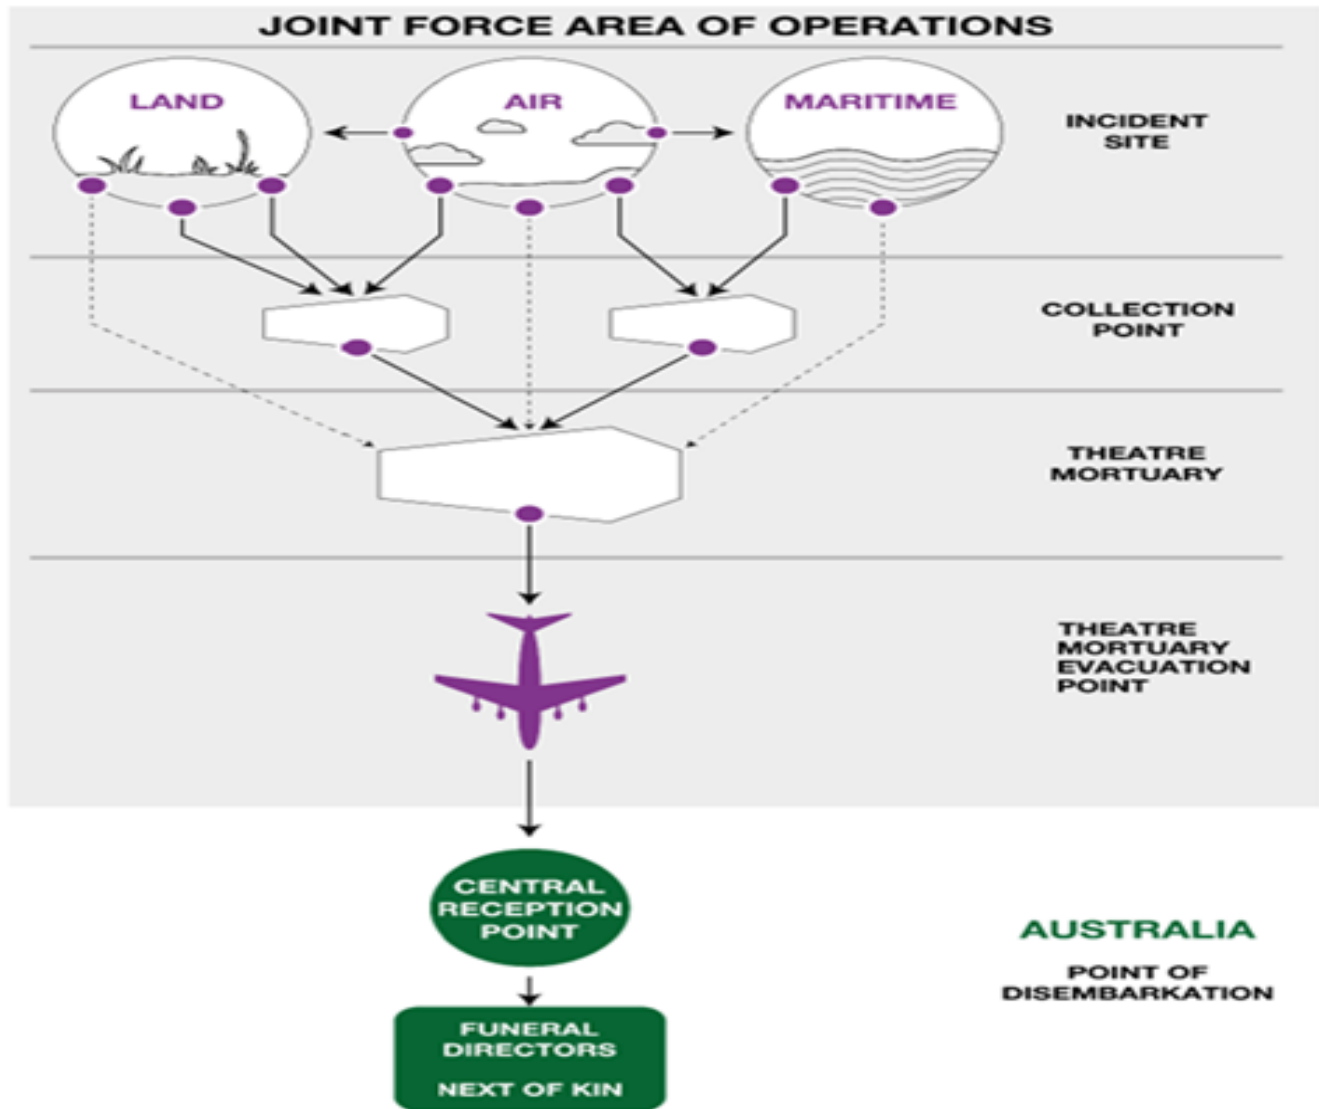 JOINT FORCE AREA OF OPERATIONS
LAND
AIR
MARITIME
INCIDENT
SITE
COLLECTION
POINT
THEATRE
MORTUARY
THEATRE
MORTUARY
EVACUATION
POINT
CENTRAL
RECEPTION
POINT
AUSTRALIA
POINT OF
DISEMBARKATION
FUNERAL
DIRECTORS
NEXT OF KIN